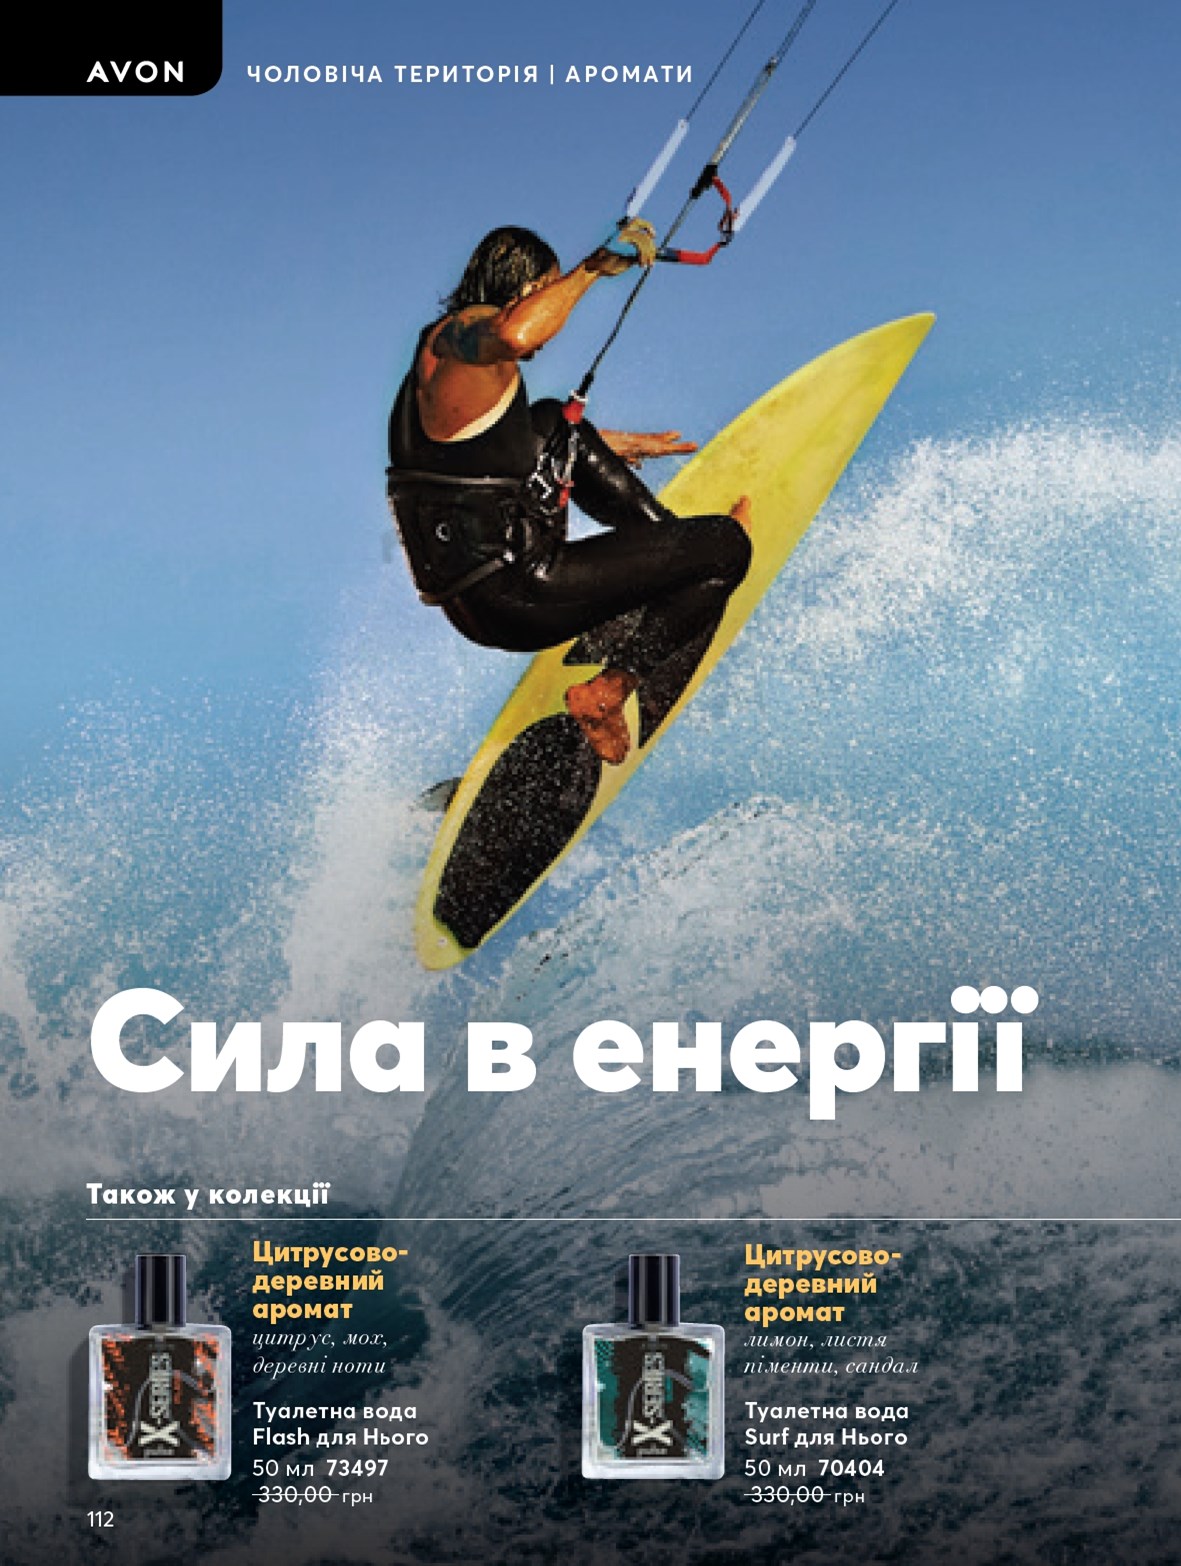 AVON
ЧОЛОВІЧА ТЕРИТОРІЯ | АРОМАТИ
Сила в енергії
Також у колекції
Цитрусово-
деревний
аромат
цитрус, мох,
деревні ноти
Туалетна вода
Flash для Нього
50 мл 73497
330,00 грн
X-SERIES
Цитрусово-
деревний
аромат
лимон, листя
піменти, сандал
Туалетна вода
Surf для Нього
50 мл 70404
330,00 грн
X-SERIES
112